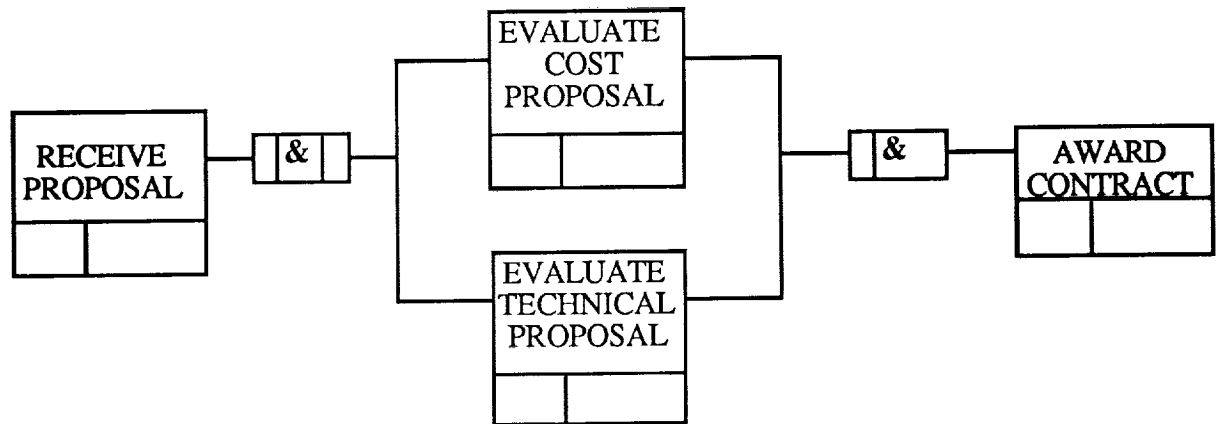 RECEIVE
PROPOSAL
&
EVALUATE
COST
PROPOSAL
EVALUATE
TECHNICAL
PROPOSAL
&
AWARD
CONTRACT